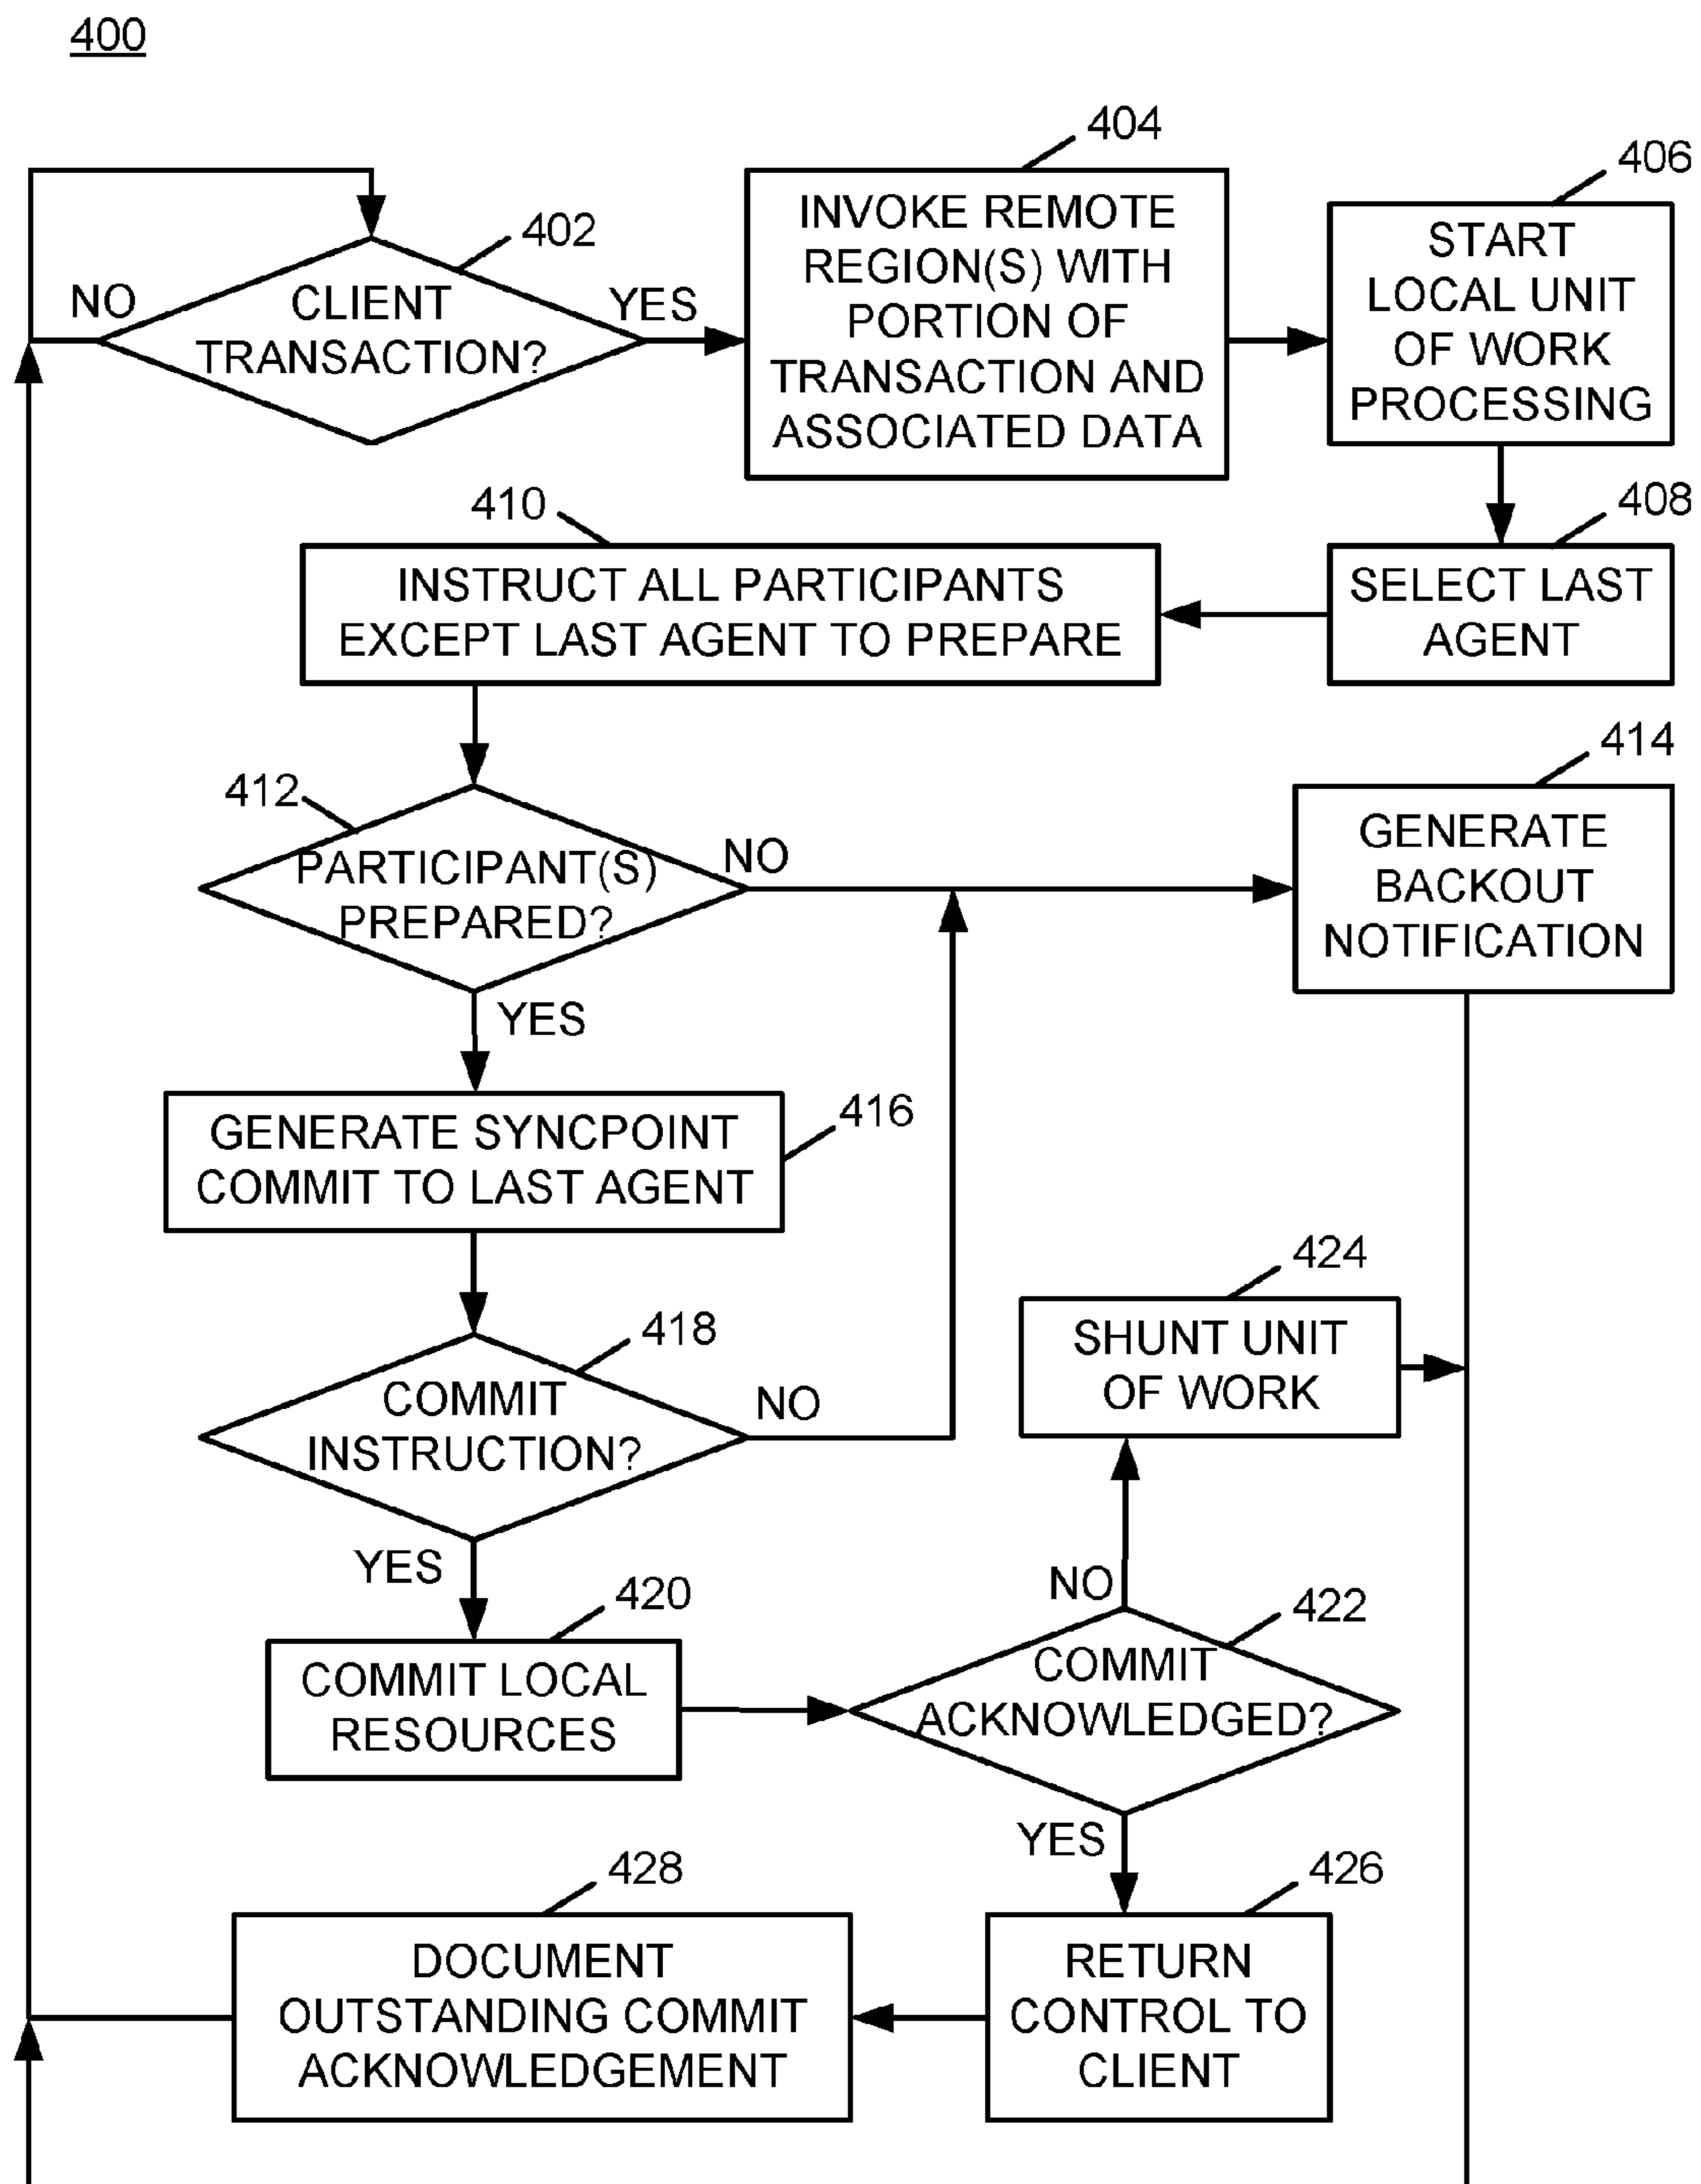 400
404
406
402
NO
CLIENT
TRANSACTION?
YES
INVOKE REMOTE
REGION(S) WITH
PORTION OF
TRANSACTION AND
ASSOCIATED DATA
START
LOCAL UNIT
OF WORK
PROCESSING
410
408
INSTRUCT ALL PARTICIPANTS
EXCEPT LAST AGENT TO PREPARE
SELECT LAST
AGENT
412
414
PARTICIPANT(S)
PREPARED?
NO
GENERATE
BACKOUT
NOTIFICATION
YES
416
GENERATE SYNCPOINT
COMMIT TO LAST AGENT
418
COMMIT
INSTRUCTION?
NO
424
SHUNT UNIT
OF WORK
YES
420
COMMIT LOCAL
RESOURCES
NO
422
COMMIT
ACKNOWLEDGED?
YES
428
426
DOCUMENT
OUTSTANDING COMMIT
ACKNOWLEDGEMENT
RETURN
CONTROL TO
CLIENT